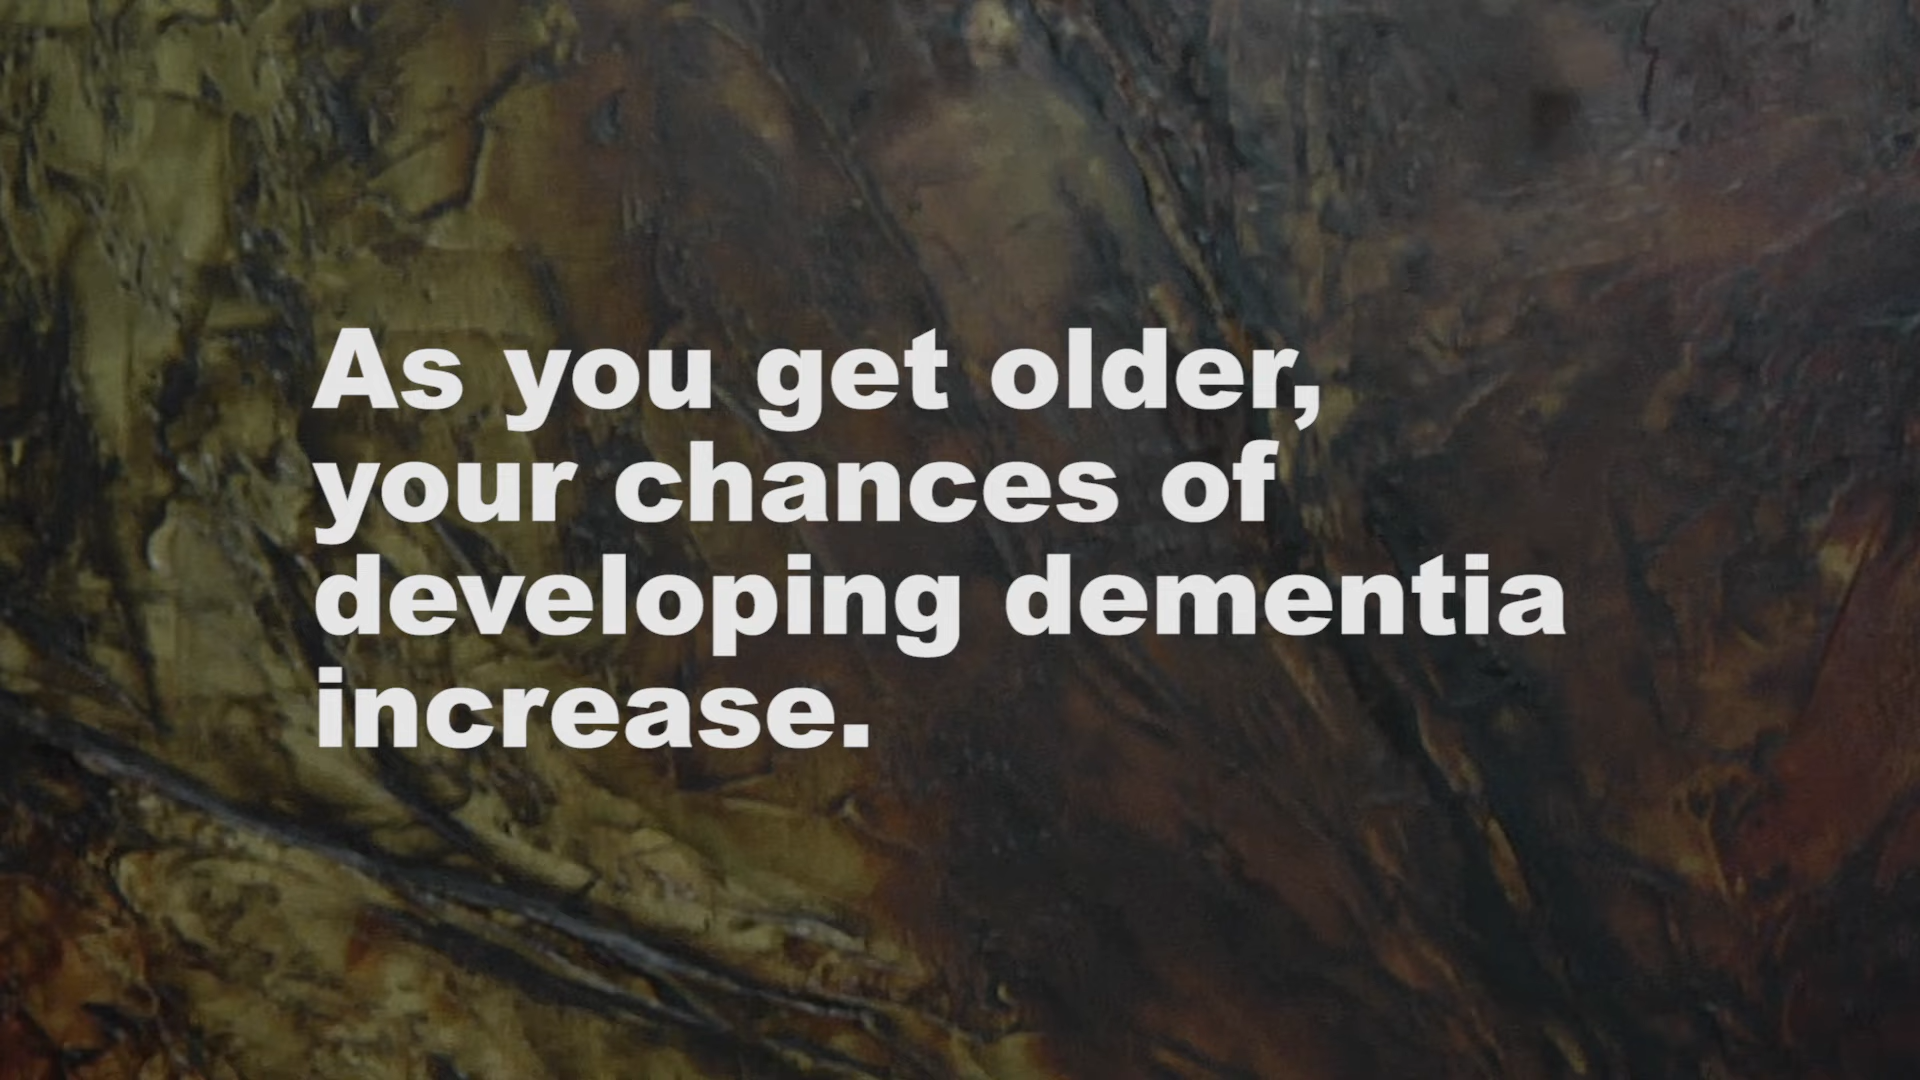 As you get older,
your chances of
developing dementia
increase.